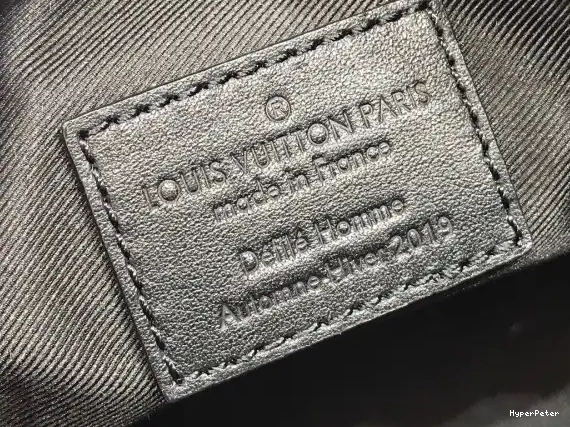 ®
LOUIS VUITTON PARIS
made in France
Défilé Homme
Automne-Hiver 2019
HyperPeter